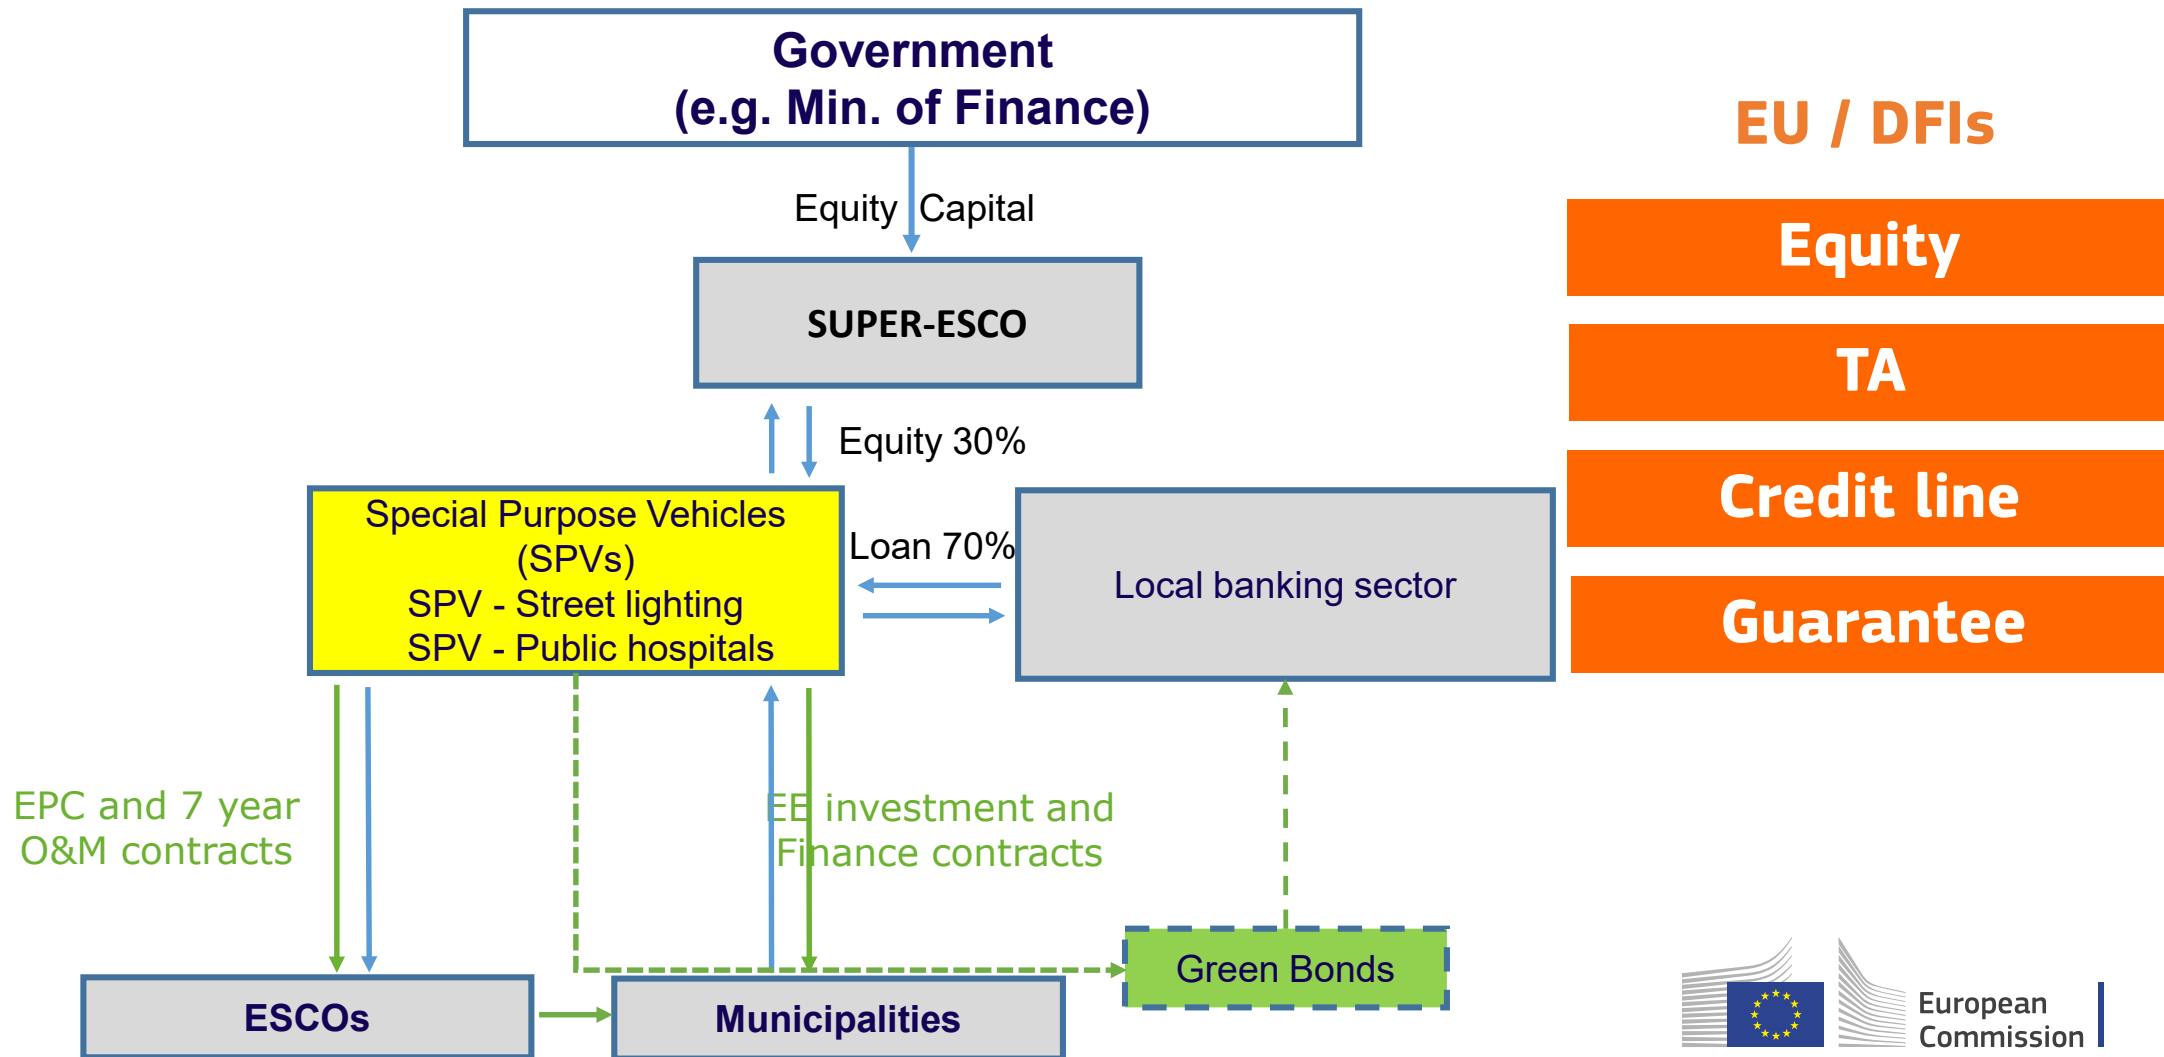 Government
(e.g. Min. of Finance)
EU / DFIs
Equity Capital
Equity
SUPER-ESCO
TA
Equity 30%
Credit line
Special Purpose Vehicles
(SPVs)
SPV - Street lighting
SPV - Public hospitals
Loan 70%
Local banking sector
Guarantee
EPC and 7 year
O&M contracts
EE investment and
Finance contracts
Green Bonds
ESCOs
Municipalities
European
Commission